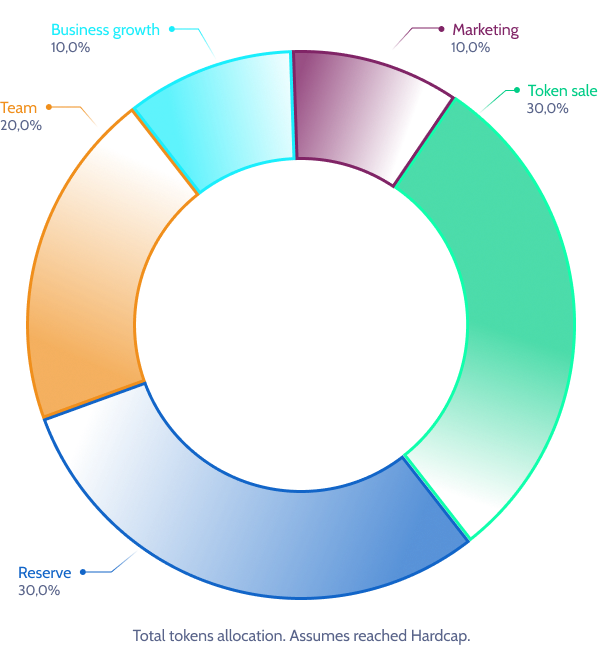 Business growth
10,0%
Marketing
10,0%
Token sale
30,0%
Team
20,0%
Reserve
30,0%
Total tokens allocation. Assumes reached Hardcap.